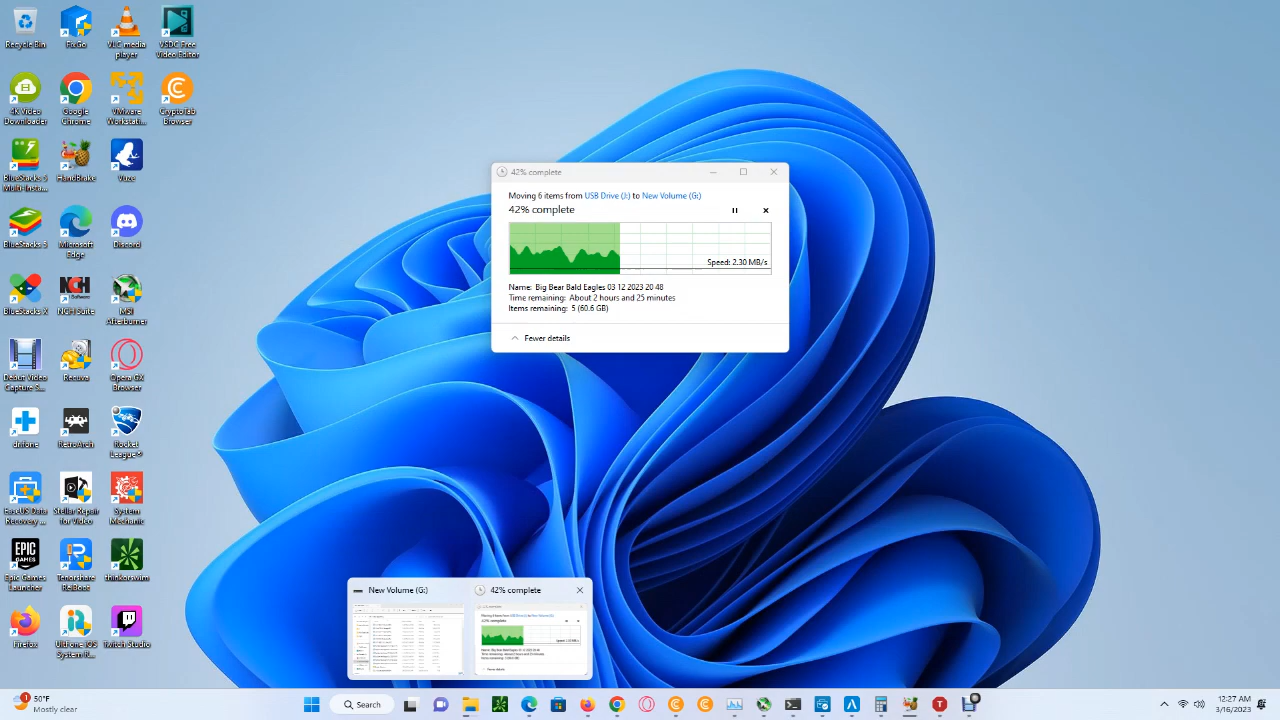 Recycle Bin
FixGo
VLC media player
VSDC Free Video Editor
4K Video Downloader
Google Chrome
VMware Workstati...
CryptoTab Browser
BlueStacks 5 Multi-Insta...
HandBrake
Vuze
BlueStacks 5
Microsoft Edge
Discord
BlueStacks X
NCH Suite
MSI Afterburner
Debut Video Capture S...
Recuva
Opera GX Browser
drifone
RetroArch
Rocket League®
EaseUS Data Recovery ...
Stellar Repair for Video
System Mechanic
Epic Games Launcher
Tenorshare ReiBoot
thinkorswim
Firefox
42% complete
Moving 6 items from USB Drive (J:) to New Volume (G:)
42% complete
Speed: 2.30 MB/s
Name: Big Bear Bald Eagles 03 12 2023 20 48
Time remaining: About 2 hours and 25 minutes
Items remaining: 5 (60.6 GB)
Fewer details
New Volume (G:)
42% complete
42% complete
1
50°F
Mostly clear
Search
12:27 AM
3/16/2023